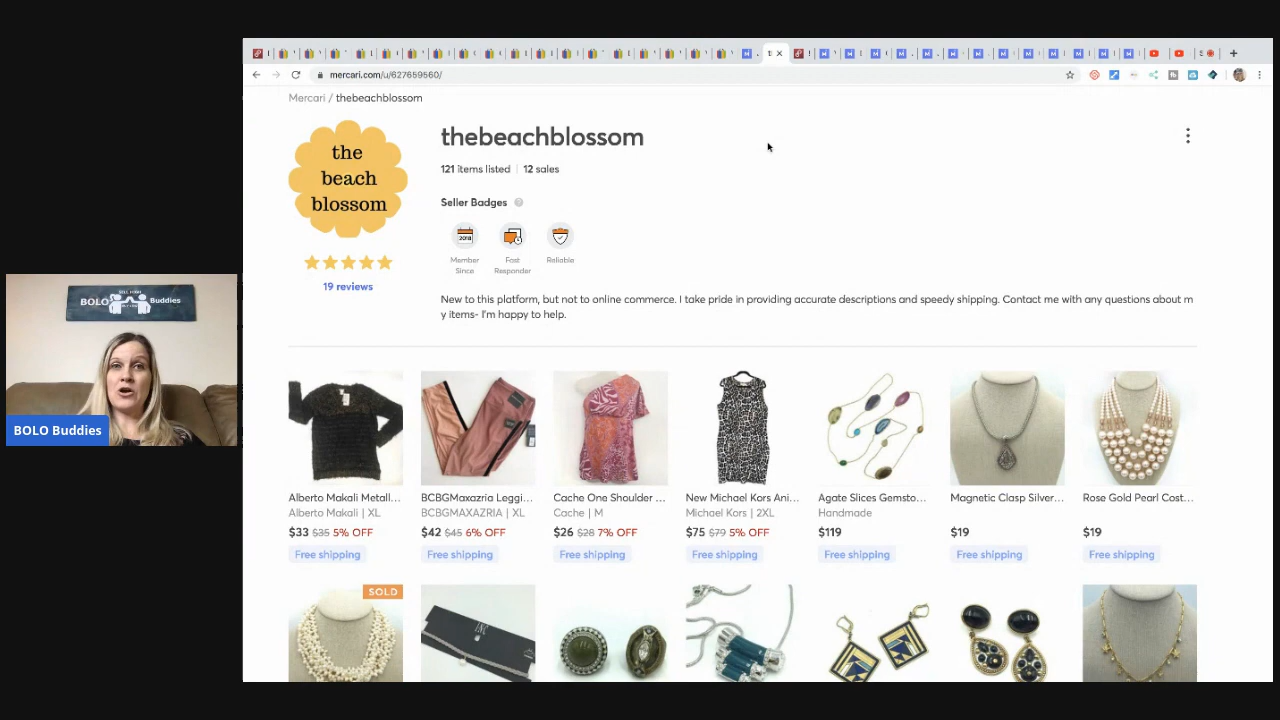 mercari.com/u/627659560/
Mercari / thebeachblossom
the
beach
blossom
thebeachblossom
121 items listed | 12 sales
Seller Badges
2018
Member
Since
Fast
Responder
Reliable
19 reviews
New to this platform, but not to online commerce. I take pride in providing accurate descriptions and speedy shipping. Contact me with any questions about m
y items- I'm happy to help.
BOLO Buddies
BOLO Buddies
Alberto Makali Metall...
Alberto Makali | XL
$33 $35 5% OFF
Free shipping
BCBGMaxazria Leggi...
BCBGMAXAZRIA | XL
$42 $45 6% OFF
Free shipping
Cache One Shoulder ...
Cache | M
$26 $28 7% OFF
Free shipping
New Michael Kors Ani...
Michael Kors | 2XL
$75 $79 5% OFF
Free shipping
Agate Slices Gemsto...
Handmade
$119
Free shipping
Magnetic Clasp Silver...
$19
Free shipping
Rose Gold Pearl Cost...
$19
Free shipping
SOLD
INC